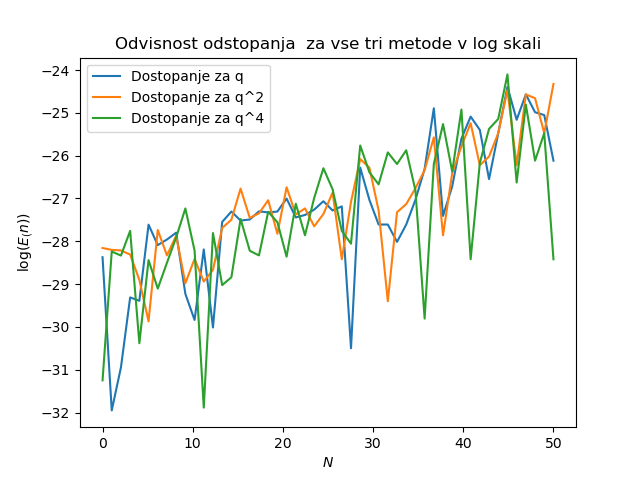 Odvisnost odstopanja za vse tri metode v log skali
Dostopanje za q
Dostopanje za q^2
Dostopanje za q^4
log(E(n))
−24
−25
−26
−27
−28
−29
−30
−31
−32
0
10
20
30
40
50
N